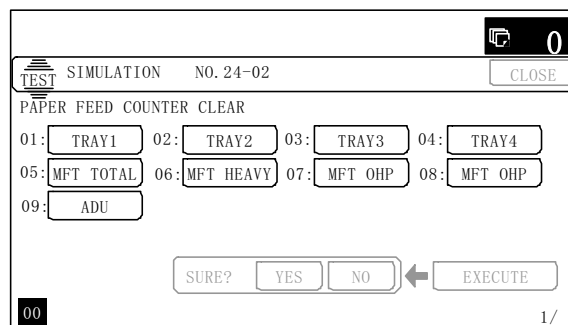 0
TEST SIMULATION NO. 24-02 CLOSE
PAPER FEED COUNTER CLEAR
01: TRAY1 02: TRAY2 03: TRAY3 04: TRAY4
05: MFT TOTAL 06: MFT HEAVY 07: MFT OHP 08: MFT OHP
09: ADU
SURE? YES NO EXECUTE
00 1/